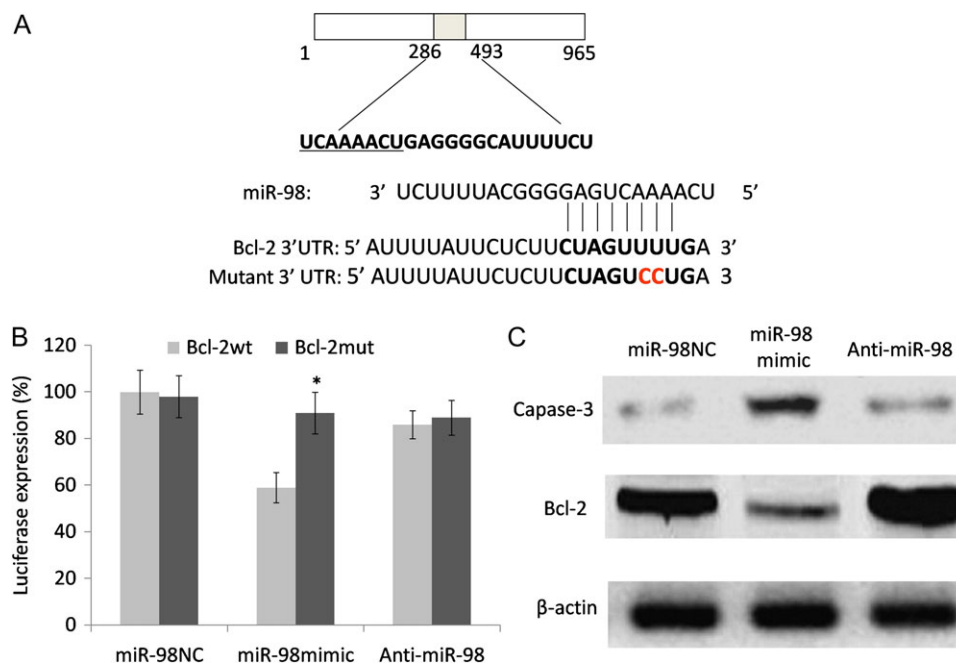 A
1 286 493 965
UCAAAACUGAGGGGCAUUUUCU
miR-98: 3’ UCUUUUACGGGGAGUCAAAACU 5’
Bcl-2 3’UTR: 5’ AUUUUAUUCUCUUCUAGUUUUGA 3’
Mutant 3’ UTR: 5’ AUUUUAUUCUCUUCUAGUCCUGA 3
B
Bcl-2wt Bcl-2mut
Luciferase expression (%)
120
100
80
60
40
20
0
*
miR-98NC miR-98mimic Anti-miR-98
C
miR-98NC miR-98 Anti-miR-98
mimic
Capase-3
Bcl-2
β-actin